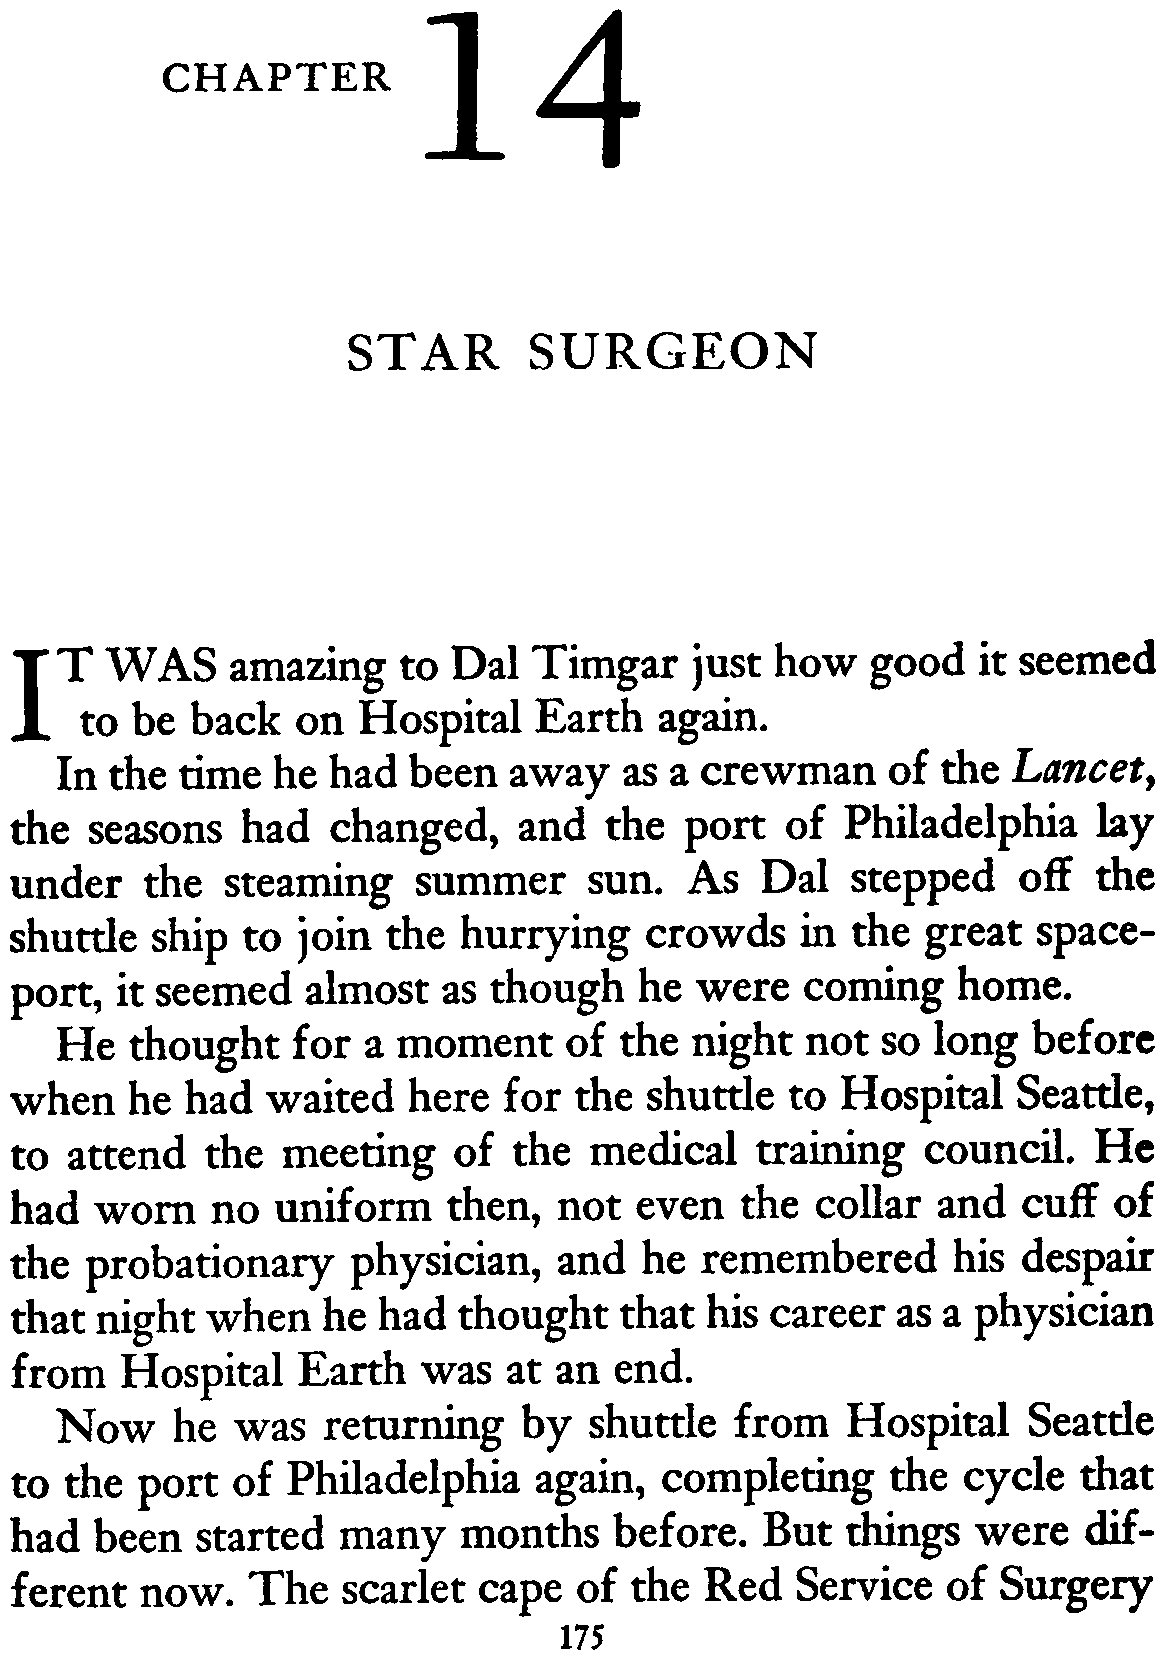 CHAPTER 14
STAR SURGEON
IT WAS amazing to Dal Timgar just how good it seemed
to be back on Hospital Earth again.
In the time he had been away as a crewman of the Lancet,
the seasons had changed, and the port of Philadelphia lay
under the steaming summer sun. As Dal stepped off the
shuttle ship to join the hurrying crowds in the great space-
port, it seemed almost as though he were coming home.
He thought for a moment of the night not so long before
when he had waited here for the shuttle to Hospital Seattle,
to attend the meeting of the medical training council. He
had worn no uniform then, not even the collar and cuff of
the probationary physician, and he remembered his despair
that night when he had thought that his career as a physician
from Hospital Earth was at an end.
Now he was returning by shuttle from Hospital Seattle
to the port of Philadelphia again, completing the cycle that
had been started many months before. But things were dif-
ferent now. The scarlet cape of the Red Service of Surgery
175